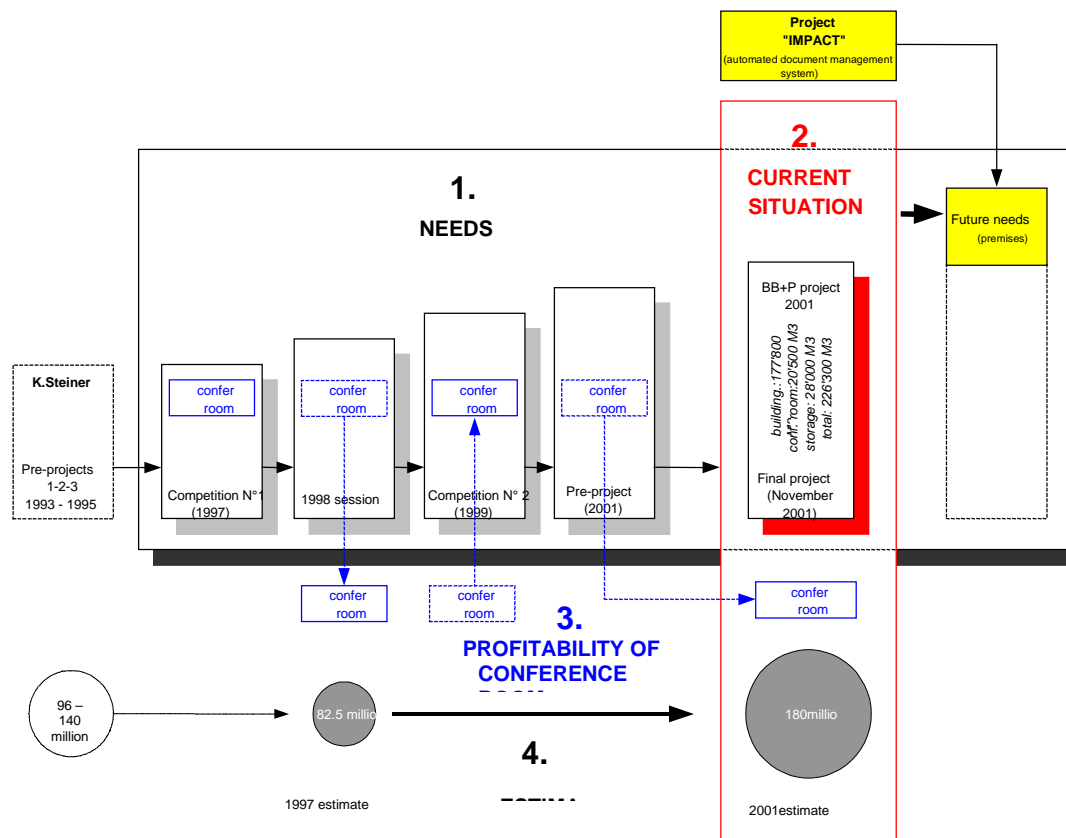 Project
"IMPACT"
(automated document management
system)
2.
CURRENT
SITUATION
1.
NEEDS
Future needs
(premises)
BB+P project
2001
building.:177'800
conf.room:20'500 M3
storage: 28'000 M3
total: 226'300 M3
Final project
(November
2001)
K.Steiner
Pre-projects
1-2-3
1993 - 1995
confer
room
Competition N°1
(1997)
confer
room
1998 session
confer
room
Competition N° 2
(1999)
confer
room
Pre-project
(2001)
confer
room
confer
room
confer
room
3.
PROFITABILITY OF
CONFERENCE
96 –
140
million
82.5 millio
180millio
4.
1997 estimate
2001estimate